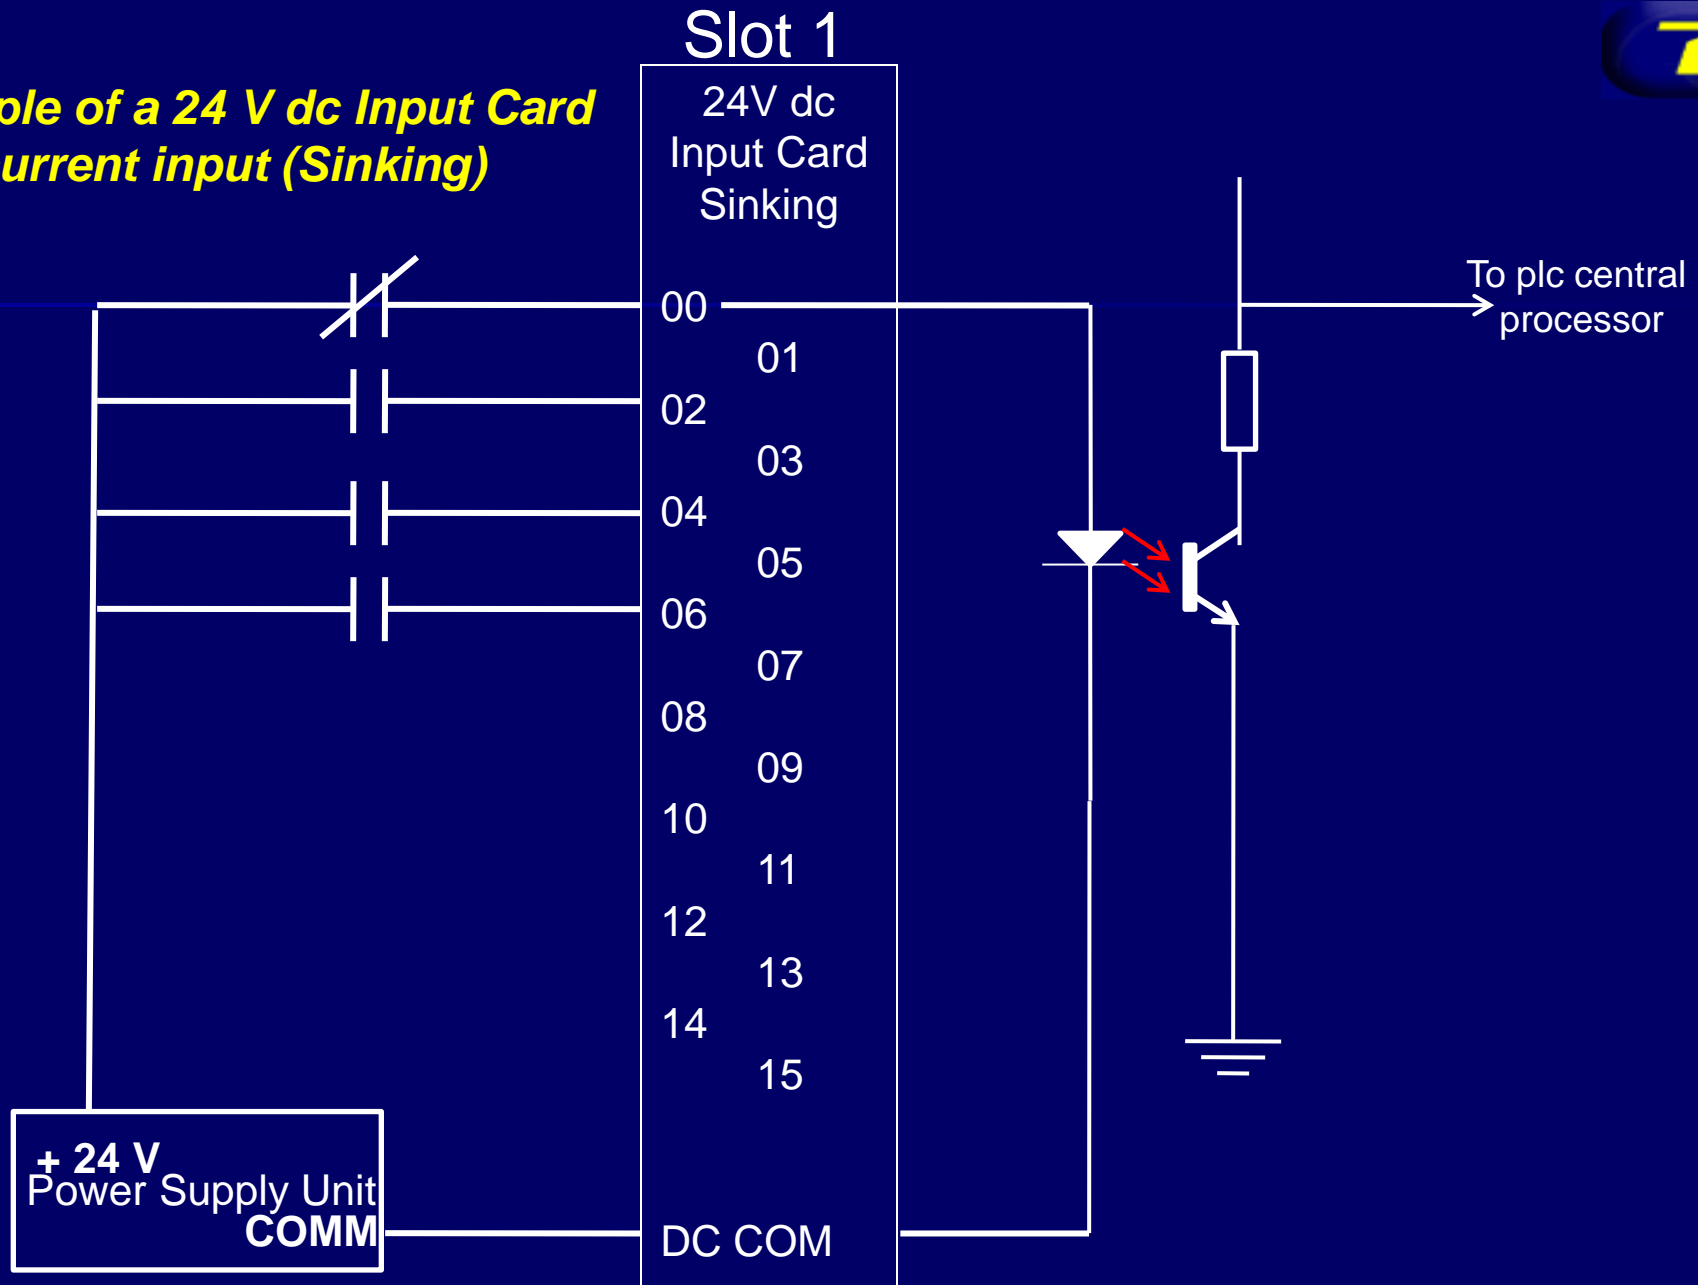 Slot 1
ple of a 24 V dc Input Card
urrent input (Sinking)
24V dc
Input Card
Sinking
To plc central
processor
00
01
02
03
04
05
06
07
08
09
10
11
12
13
14
15
+ 24 V
Power Supply Unit
COMM
DC COM